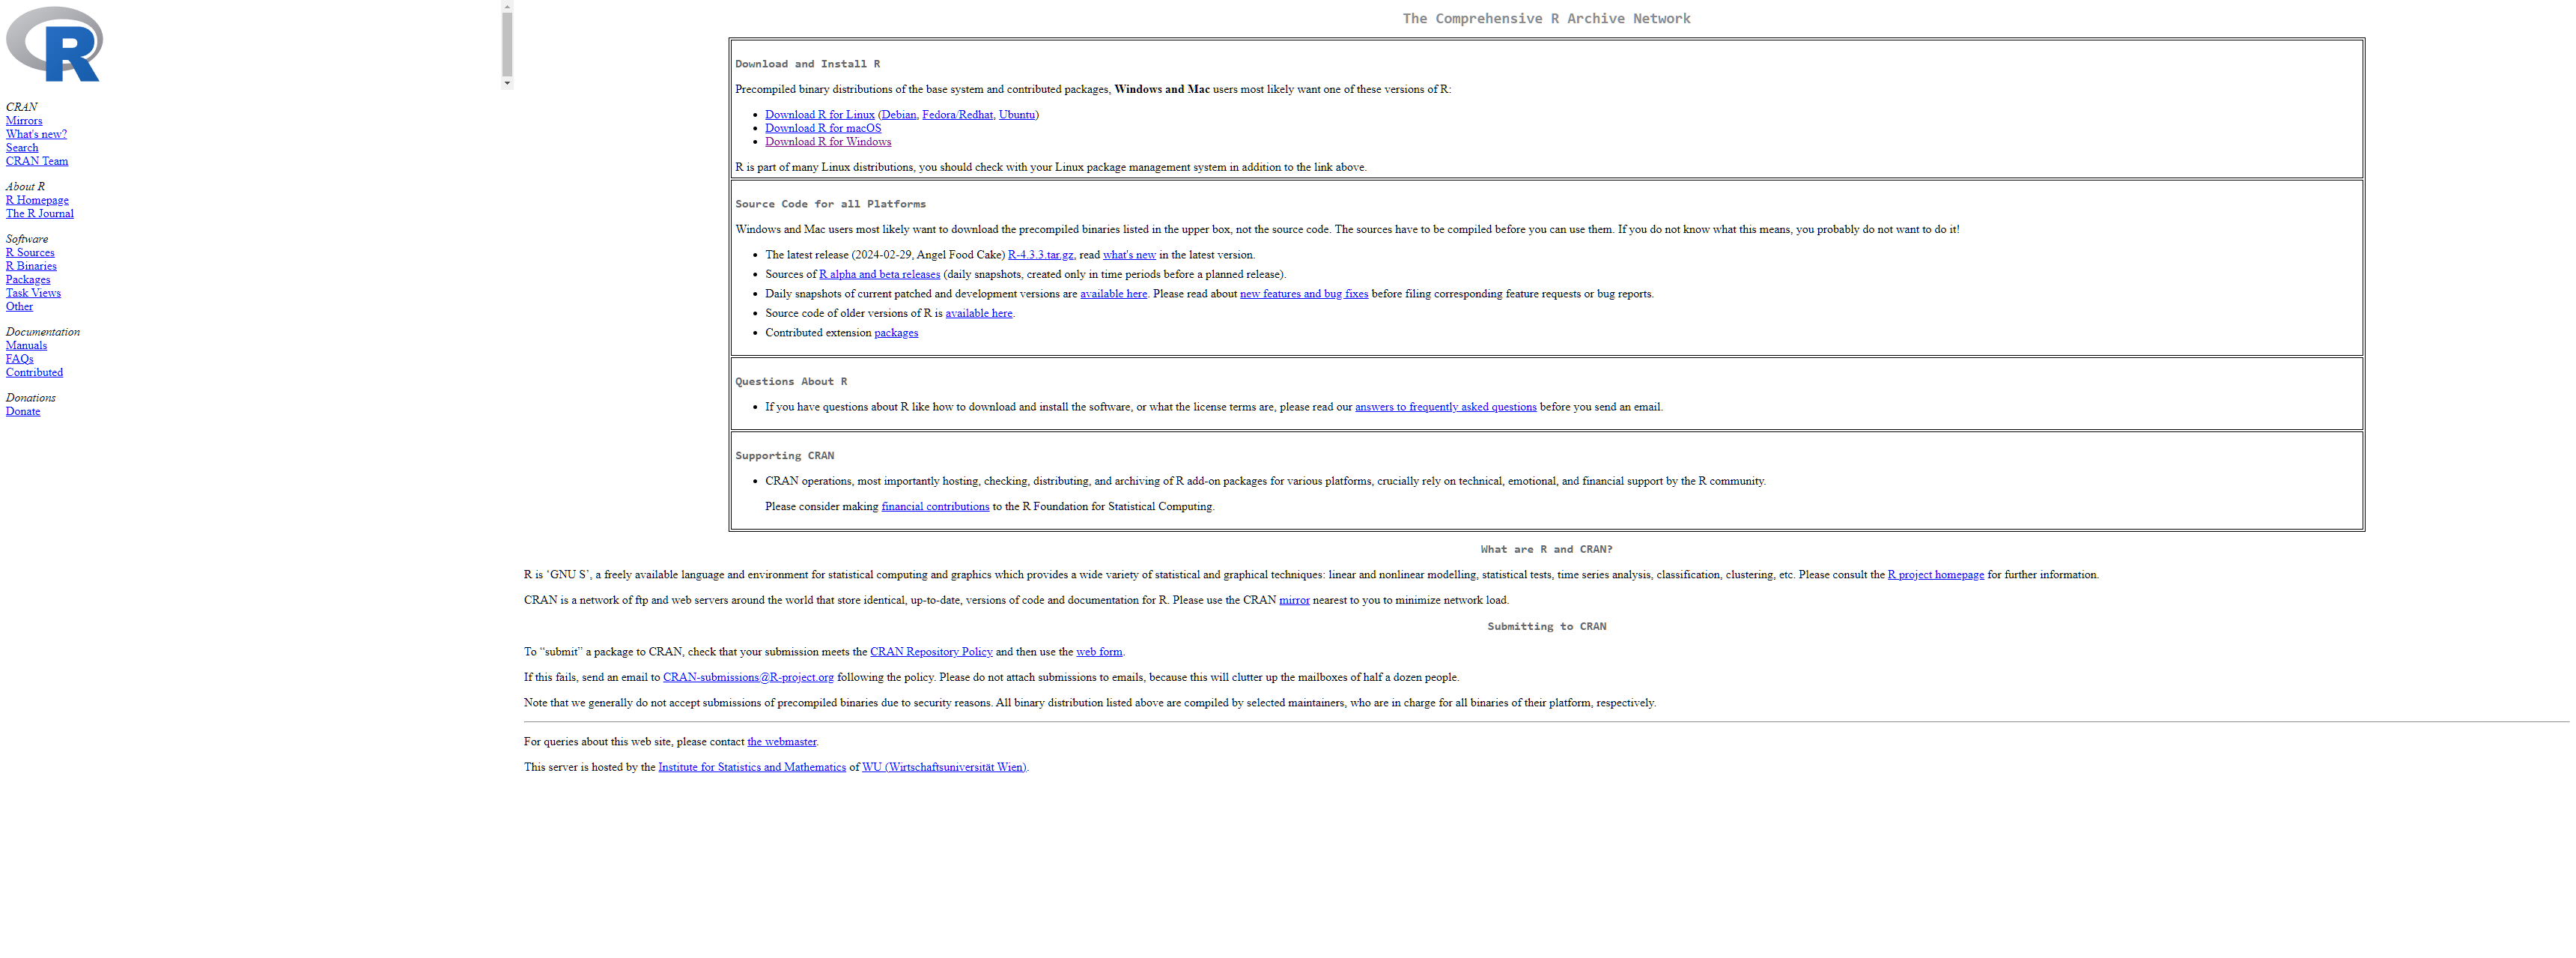 R
CRAN
Mirrors
What's new?
Search
CRAN Team
About R
R Homepage
The R Journal
Software
R Sources
R Binaries
Packages
Task Views
Other
Documentation
Manuals
FAQs
Contributed
Donations
Donate
The Comprehensive R Archive Network
Download and Install R
Precompiled binary distributions of the base system and contributed packages, Windows and Mac users most likely want one of these versions of R:
• Download R for Linux (Debian, Fedora/Redhat, Ubuntu)
• Download R for macOS
• Download R for Windows
R is part of many Linux distributions, you should check with your Linux package management system in addition to the link above.
Source Code for all Platforms
Windows and Mac users most likely want to download the precompiled binaries listed in the upper box, not the source code. The sources have to be compiled before you can use them. If you do not know what this means, you probably do not want to do it!
• The latest release (2024-02-29, Angel Food Cake) R-4.3.3.tar.gz, read what's new in the latest version.
• Sources of R alpha and beta releases (daily snapshots, created only in time periods before a planned release).
• Daily snapshots of current patched and development versions are available here. Please read about new features and bug fixes before filing corresponding feature requests or bug reports.
• Source code of older versions of R is available here.
• Contributed extension packages
Questions About R
• If you have questions about R like how to download and install the software, or what the license terms are, please read our answers to frequently asked questions before you send an email.
Supporting CRAN
• CRAN operations, most importantly hosting, checking, distributing, and archiving of R add-on packages for various platforms, crucially rely on technical, emotional, and financial support by the R community.
Please consider making financial contributions to the R Foundation for Statistical Computing.
What are R and CRAN?
R is ‘GNU S’, a freely available language and environment for statistical computing and graphics which provides a wide variety of statistical and graphical techniques: linear and nonlinear modelling, statistical tests, time series analysis, classification, clustering, etc. Please consult the R project homepage for further information.
CRAN is a network of ftp and web servers around the world that store identical, up-to-date, versions of code and documentation for R. Please use the CRAN mirror nearest to you to minimize network load.
Submitting to CRAN
To “submit” a package to CRAN, check that your submission meets the CRAN Repository Policy and then use the web form.
If this fails, send an email to CRAN-submissions@R-project.org following the policy. Please do not attach submissions to emails, because this will clutter up the mailboxes of half a dozen people.
Note that we generally do not accept submissions of precompiled binaries due to security reasons. All binary distribution listed above are compiled by selected maintainers, who are in charge for all binaries of their platform, respectively.
For queries about this web site, please contact the webmaster.
This server is hosted by the Institute for Statistics and Mathematics of WU (Wirtschaftsuniversität Wien).